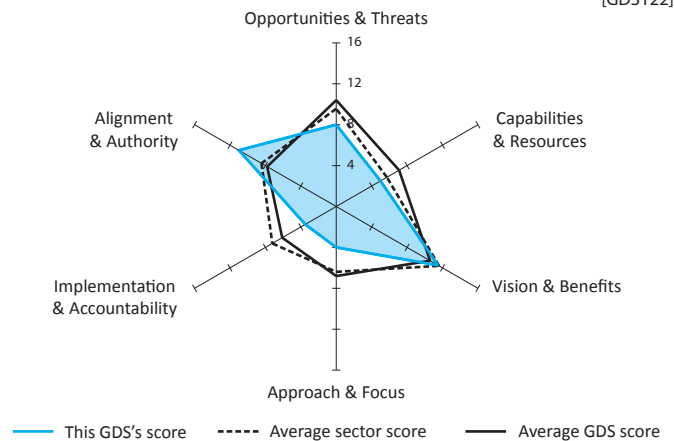 [GDS122]
Opportunities & Threats
16
12
8
4
Alignment
& Authority
Capabilities
& Resources
Implementation
& Accountability
Vision & Benefits
Approach & Focus
This GDS's score
Average sector score
Average GDS score